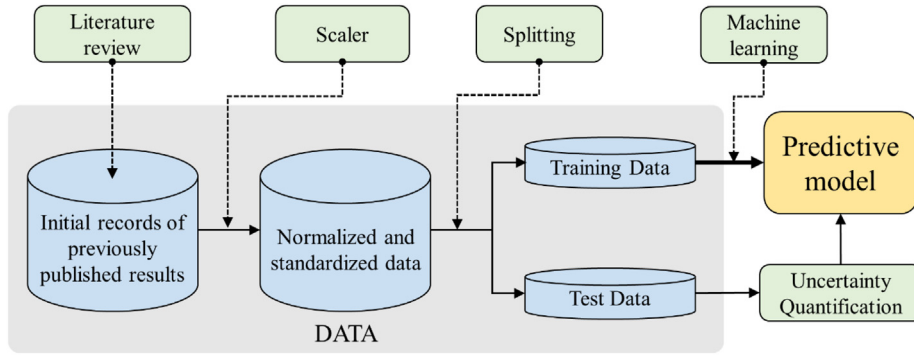 Literature
review
Scaler
Splitting
Machine
learning
Initial records of
previously
published results
Normalized and
standardized data
Training Data
Test Data
Predictive
model
Uncertainty
Quantification
DATA